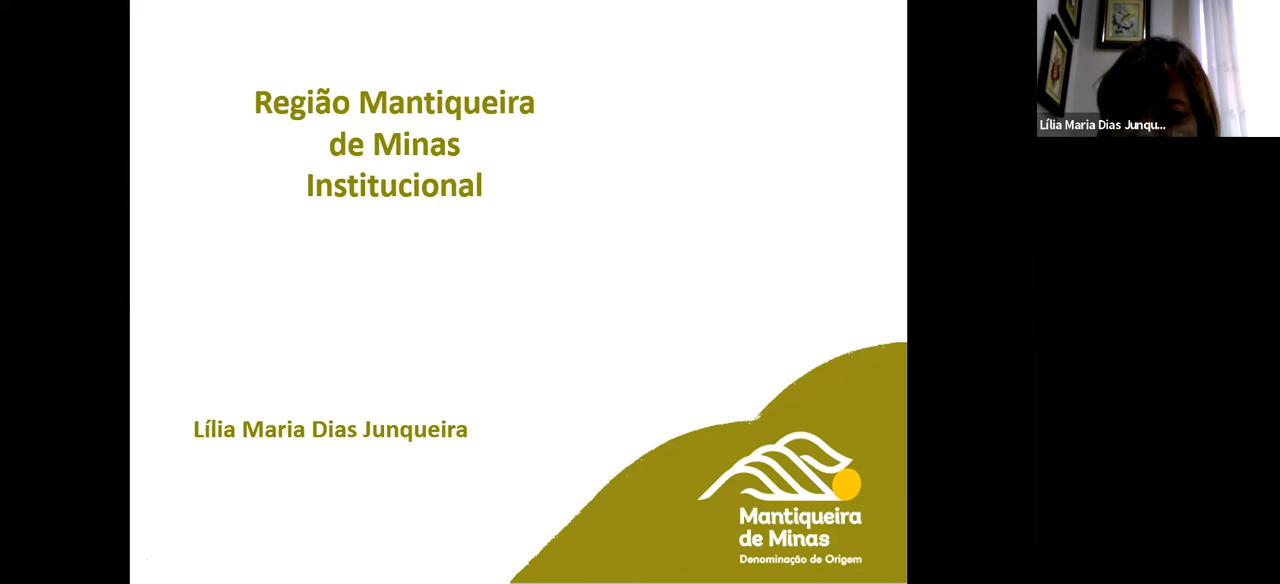 Região Mantiqueira
de Minas
Institucional
Lília Maria Dias Junqu...
Lília Maria Dias Junqueira
Mantiqueira
de Minas
Denominação de Origem